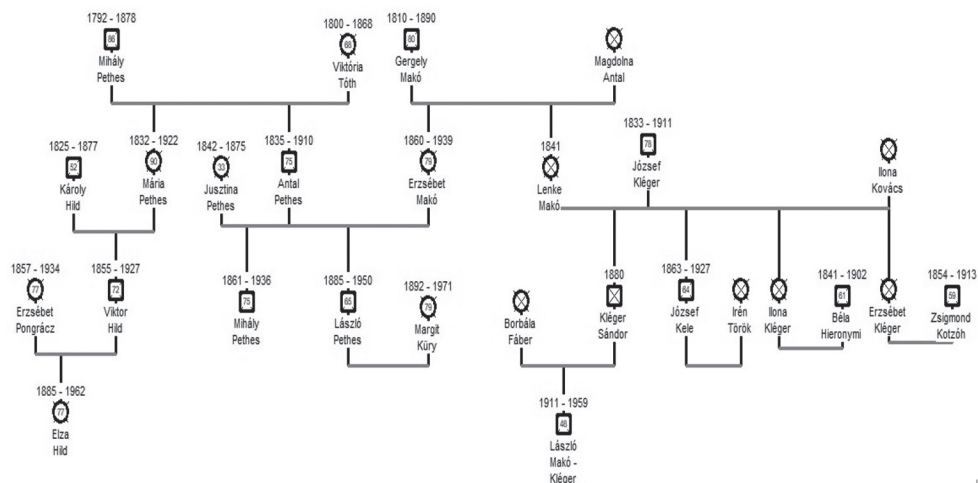 1792 - 1878
86
Mihály
Pethes
1800 - 1868
68
Viktória
Tóth
1810 - 1890
80
Gergely
Makó
Magdolna
Antal
1825 - 1877
52
Károly
Hild
1832 - 1922
90
Mária
Pethes
1842 - 1875
33
Jusztina
Pethes
1835 - 1910
75
Antal
Pethes
1860 - 1939
79
Erzsébet
Makó
1841
Lenke
Makó
1833 - 1911
78
József
Kléger
Ilona
Kovács
1857 - 1934
77
Erzsébet
Pongrácz
1855 - 1927
72
Viktor
Hild
1861 - 1936
75
Mihály
Pethes
1885 - 1950
65
László
Pethes
1892 - 1971
79
Margit
Küry
Borbála
Fáber
1880
Kléger
Sándor
1863 - 1927
64
József
Kele
Irén
Török
Ilona
Kléger
1841 - 1902
61
Béla
Hieronymi
Erzsébet
Kléger
1854 - 1913
59
Zsigmond
Kotzóh
1885 - 1962
77
Elza
Hild
1911 - 1959
48
László
Makó -
Kléger